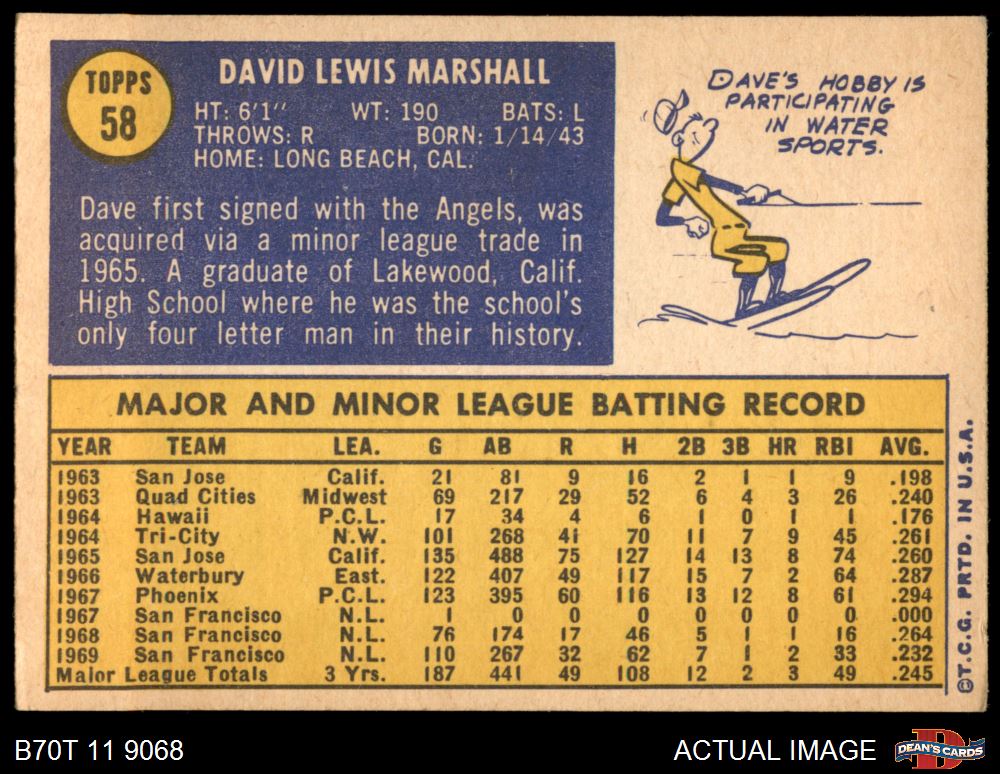 TOPPS
58
DAVID LEWIS MARSHALL
HT: 6'1" WT: 190 BATS: L
THROWS: R BORN: 1/14/43
HOME: LONG BEACH, CAL.
Dave first signed with the Angels, was
acquired via a minor league trade in
1965. A graduate of Lakewood, Calif.
High School where he was the school's
only four letter man in their history.
DAVE'S HOBBY IS
PARTICIPATING
IN WATER
SPORTS.
MAJOR AND MINOR LEAGUE BATTING RECORD
YEAR TEAM LEA. G AB R H 2B 3B HR RBI AVG.
1963 San Jose Calif. 21 81 9 16 2 1 1 9 .198
1963 Quad Cities Midwest 69 217 29 52 6 4 3 26 .240
1964 Hawaii P.C.L. 17 34 4 6 1 0 1 1 .176
1964 Tri-City N.W. 101 268 41 70 11 7 9 45 .261
1965 San Jose Calif. 135 488 75 127 14 13 8 74 .260
1966 Waterbury East. 122 407 49 117 15 7 2 64 .287
1967 Phoenix P.C.L. 123 395 60 116 13 12 8 61 .294
1967 San Francisco N.L. 1 0 0 0 0 0 0 0 .000
1968 San Francisco N.L. 76 174 17 46 5 1 1 16 .264
1969 San Francisco N.L. 110 267 32 62 7 1 2 33 .232
Major League Totals 3 Yrs. 187 441 49 108 12 2 3 49 .245
©T.C.G. PRTD. IN U.S.A.
B70T 11 9068
ACTUAL IMAGE
D
DEAN'S CARDS